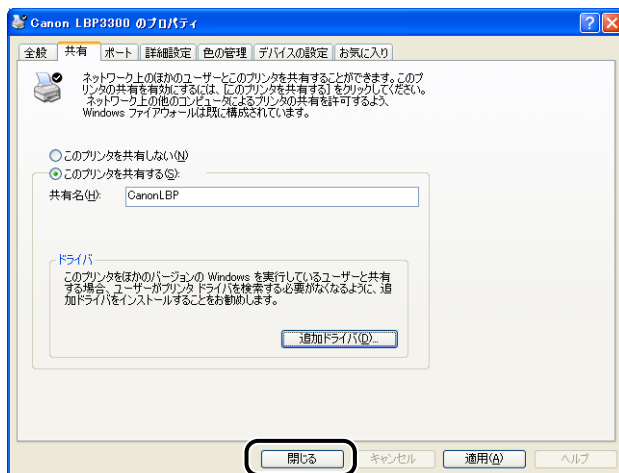 Canon LBP3300 のプロパティ
全般 共有 ポート 詳細設定 色の管理 デバイスの設定 お気に入り
ネットワーク上のほかのユーザーとこのプリンタを共有することができます。このプ
リンタの共有を有効にするには、[このプリンタを共有する] をクリックしてください。
ネットワーク上の他のコンピュータによるプリンタの共有を許可するよう、
Windows ファイアウォールは既に構成されています。
このプリンタを共有しない(N)
このプリンタを共有する(S):
共有名(H): CanonLBP
ドライバ
このプリンタをほかのバージョンの Windows を実行しているユーザーと共有
する場合、ユーザーがプリンタ ドライバを検索する必要がなくなるように、追
加ドライバをインストールすることをお勧めします。
追加ドライバ(D)...
閉じる キャンセル 適用(A) ヘルプ